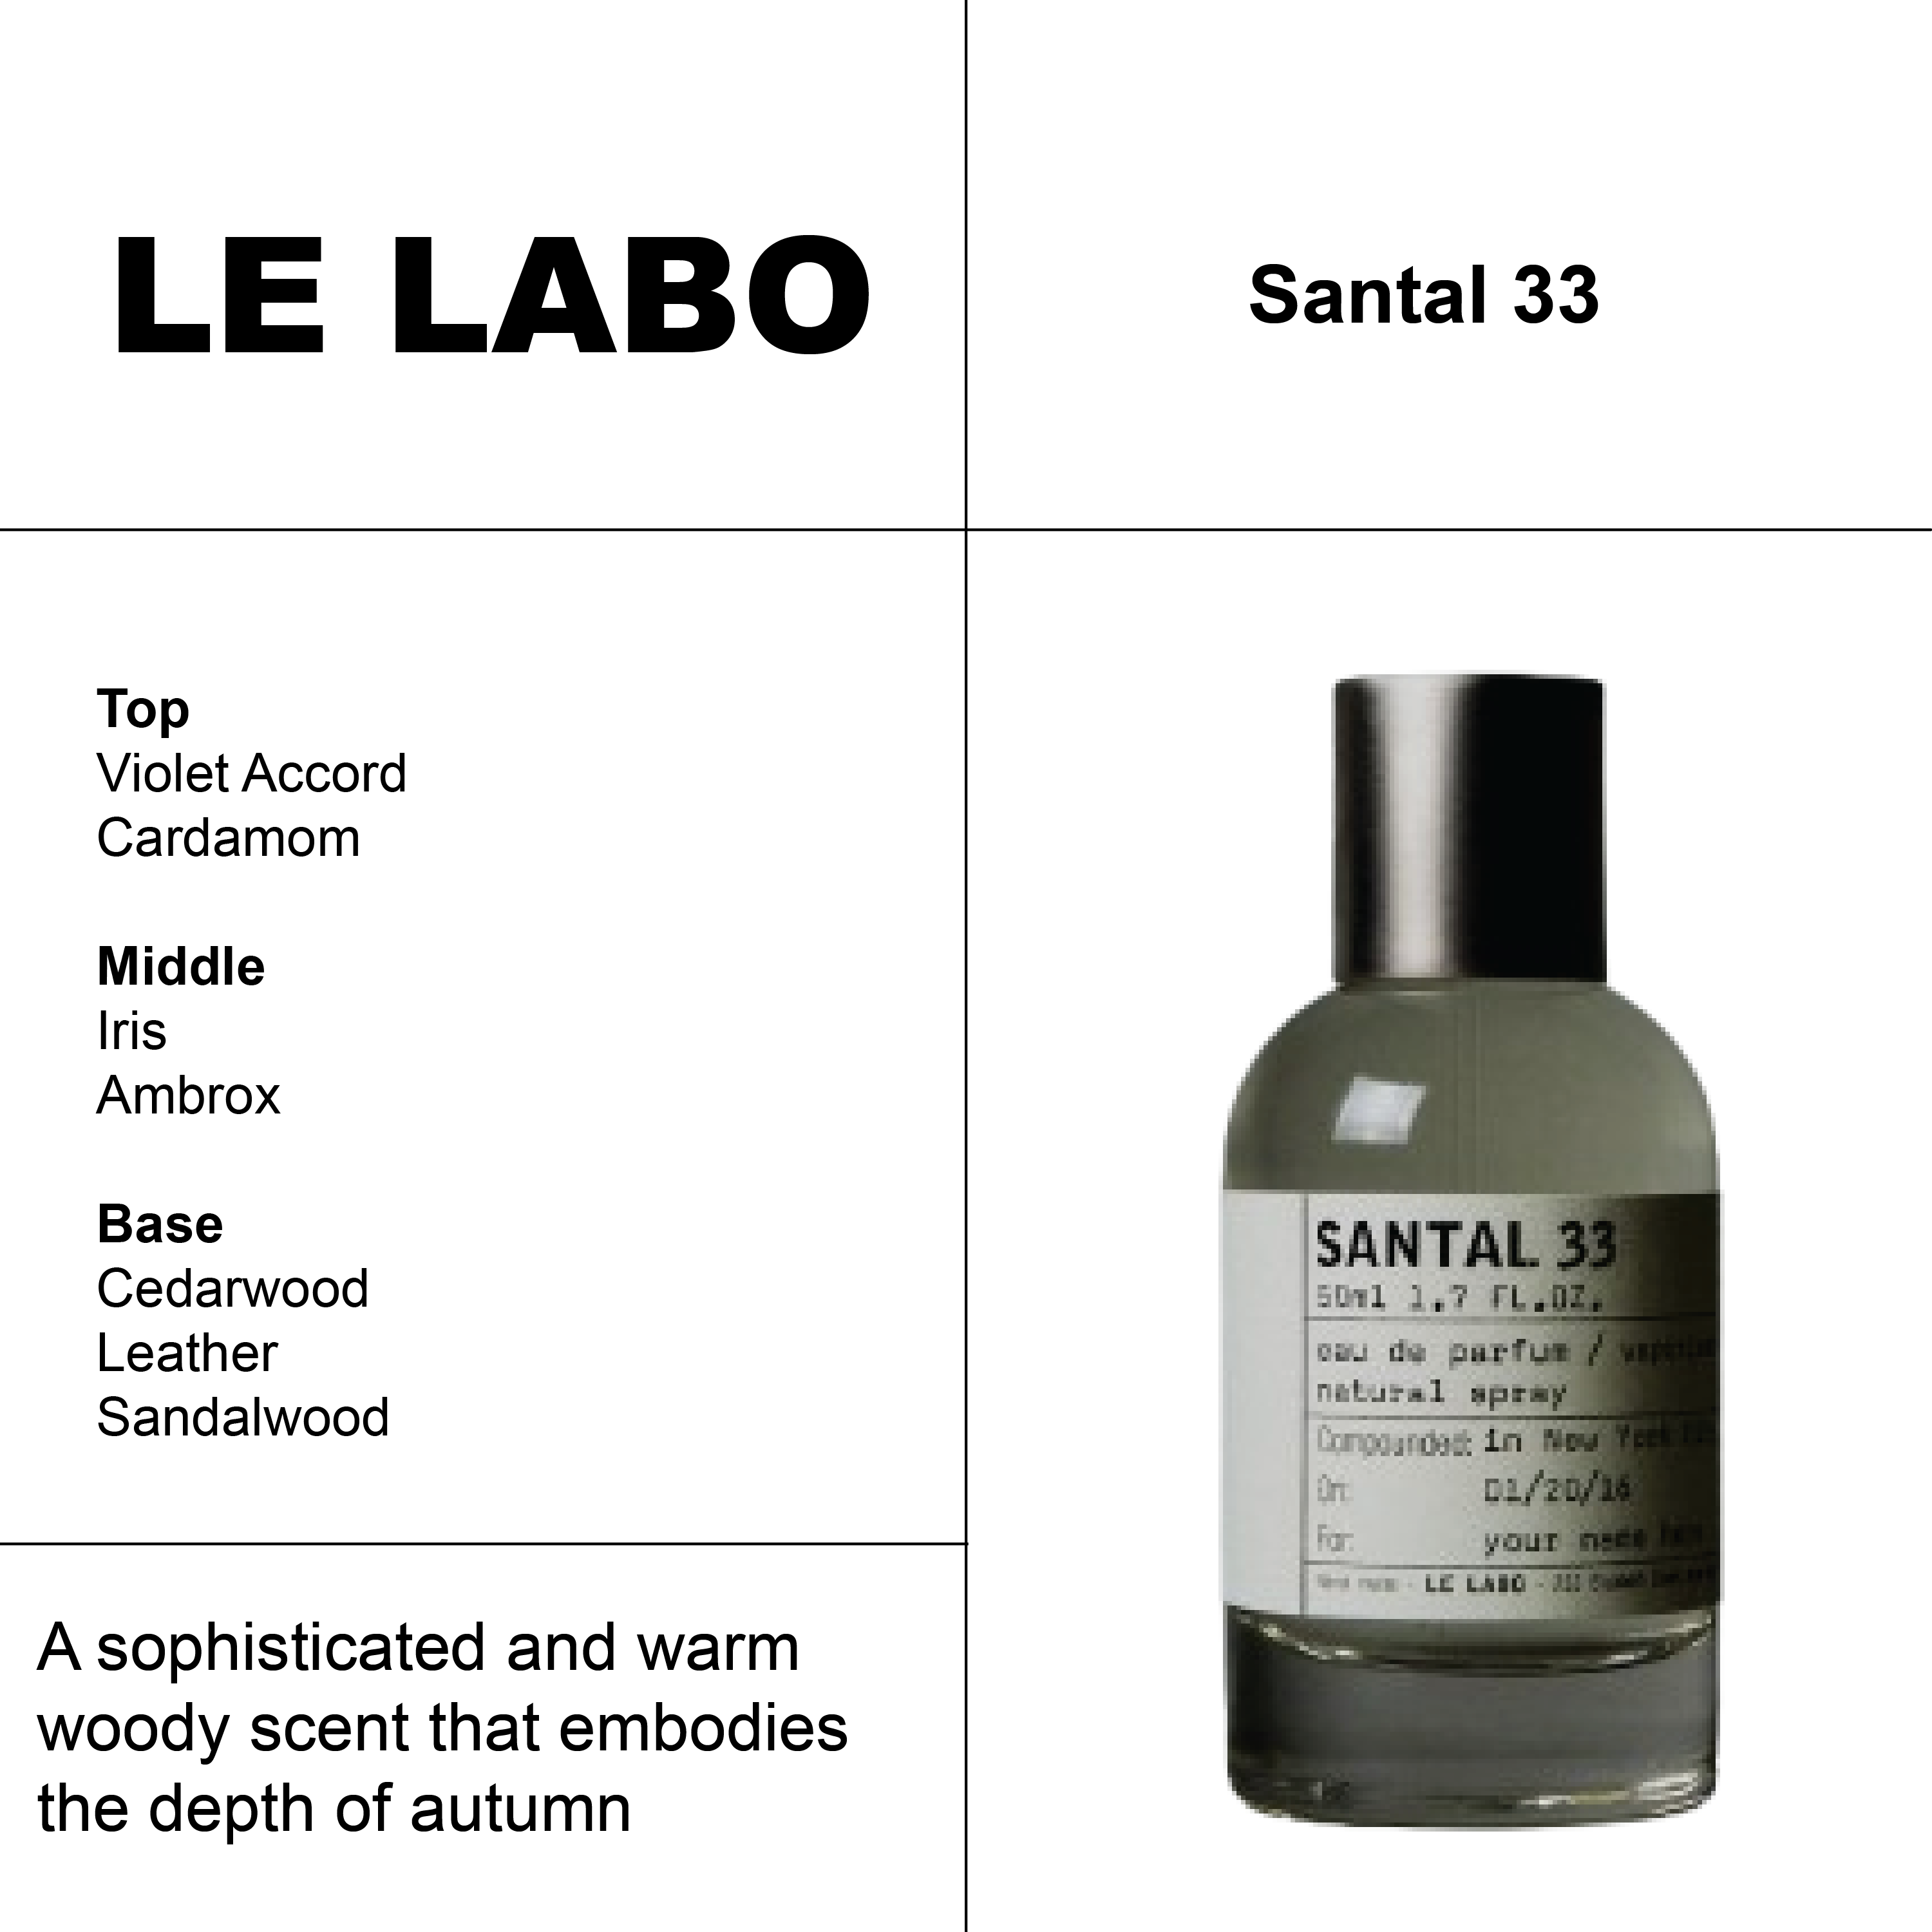 LE LABO
Santal 33
Top
Violet Accord
Cardamom
Middle
Iris
Ambrox
Base
Cedarwood
Leather
Sandalwood
A sophisticated and warm
woody scent that embodies
the depth of autumn
SANTAL 33
50ml 1.7 FL.OZ.
eau de parfum /
natural spray
Compounded: in New York
On: 01/20/16
For: your name
LE LABO